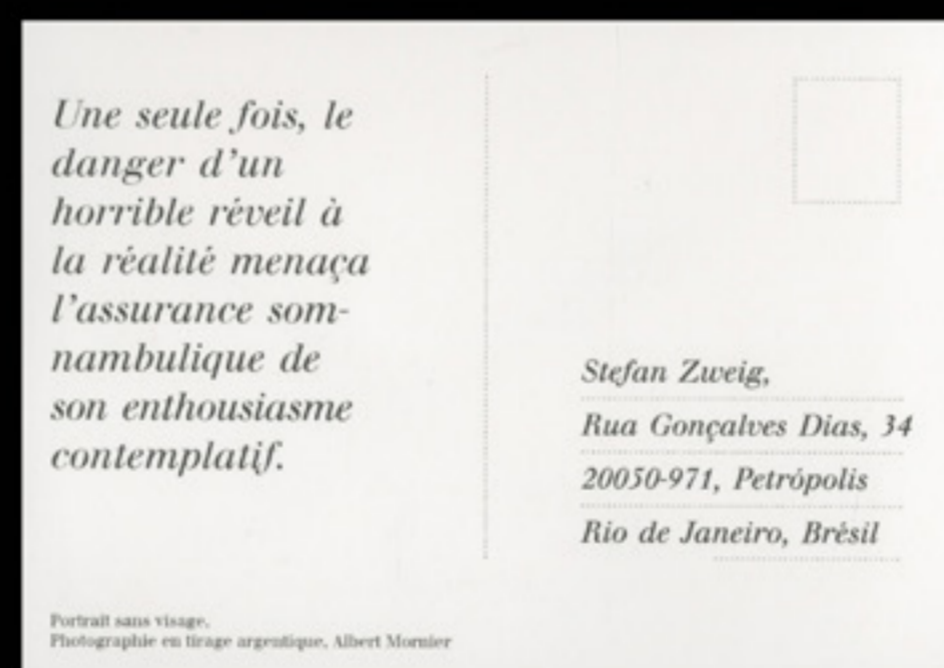 Une seule fois, le
danger d'un
horrible réveil à
la réalité menaça
l'assurance som-
nambulique de
son enthousiasme
contemplatif.
Stefan Zweig,
Rua Gonçalves Dias, 34
20050-971, Petrópolis
Rio de Janeiro, Brésil
Portrait sans visage.
Photographie en tirage argentique, Albert Mornier